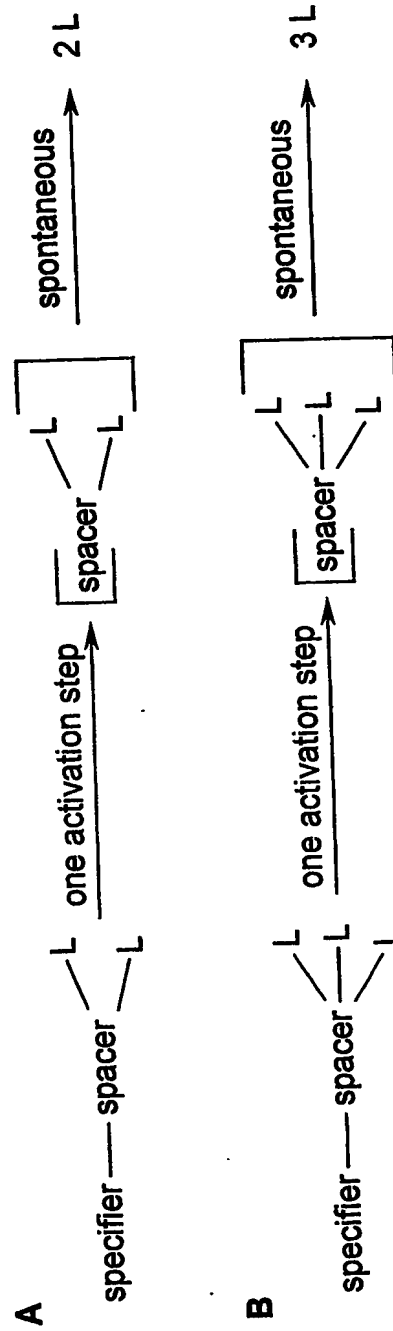 A
specifier — spacer
L
L
one activation step
spacer
L
L
spontaneous
2 L
B
specifier — spacer
L
L
L
one activation step
spacer
L
L
L
spontaneous
3 L